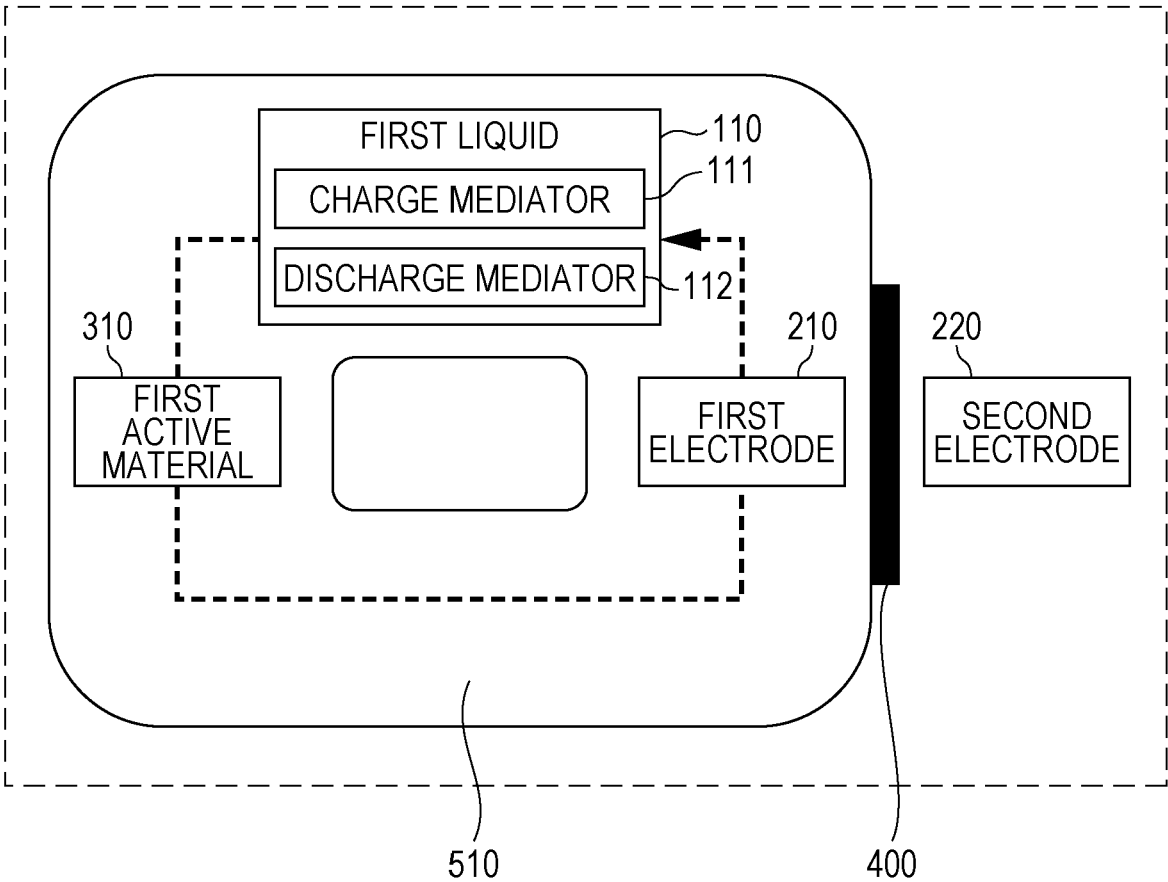 FIRST LIQUID
110
CHARGE MEDIATOR
111
DISCHARGE MEDIATOR
112
310
210
220
FIRST
ACTIVE
MATERIAL
FIRST
ELECTRODE
SECOND
ELECTRODE
510
400